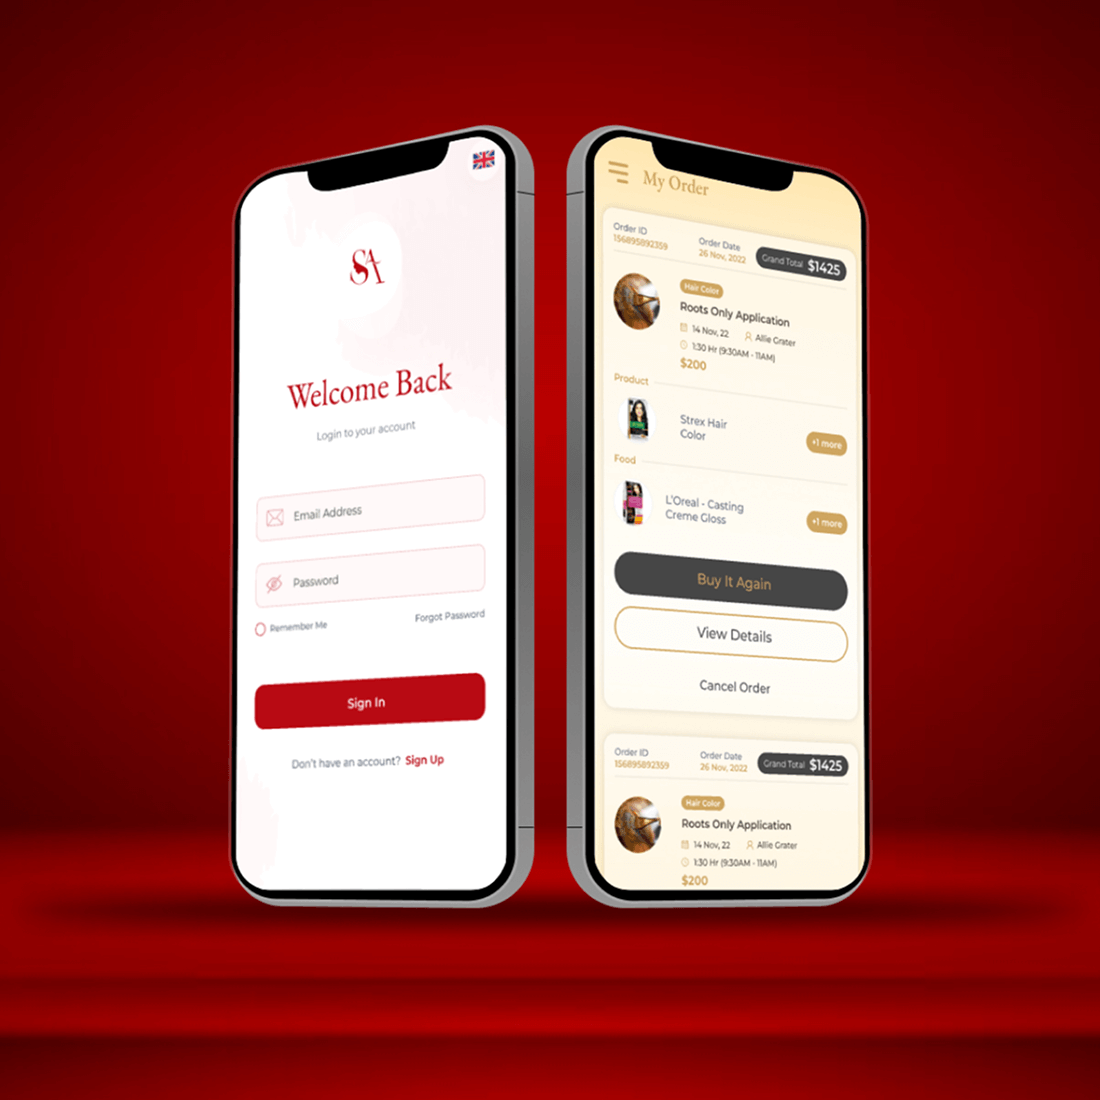 SA
Welcome Back
Login to your account
Email Address
Password
Remember Me
Forgot Password
Sign In
Don't have an account? Sign Up
My Order
Order ID
156895892359
Order Date
26 Nov, 2022
Grand Total $1425
Hair Color
Roots Only Application
14 Nov, 22
Allie Grater
1:30 Hr (9:30AM - 11AM)
$200
Product
Strex Hair
Color
+1 more
Food
L'Oreal - Casting
Creme Gloss
+1 more
Buy It Again
View Details
Cancel Order
Order ID
156895892359
Order Date
26 Nov, 2022
Grand Total $1425
Hair Color
Roots Only Application
14 Nov, 22
Allie Grater
1:30 Hr (9:30AM - 11AM)
$200